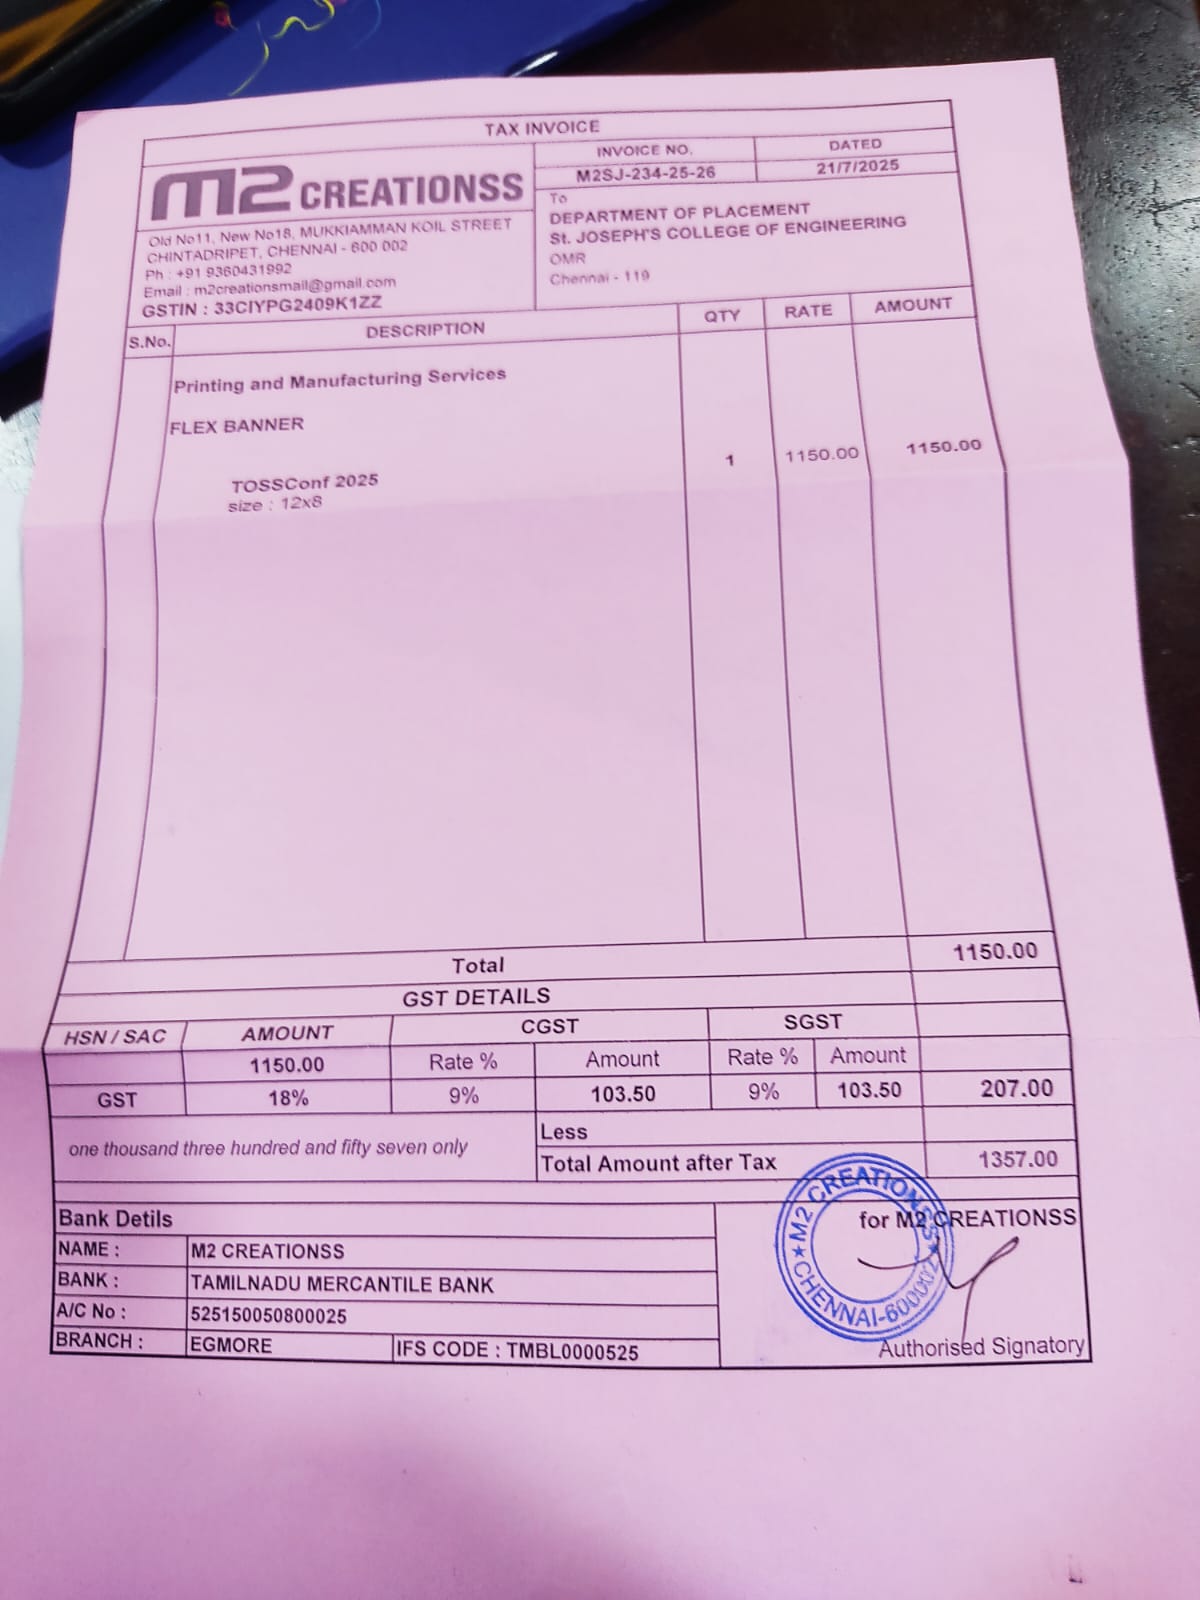 TAX INVOICE
M2 CREATIONSS
Old No11, New No18, MUKKIAMMAN KOIL STREET
CHINTADRIPET, CHENNAI - 600 002
Ph : +91 9360431992
Email : m2creationsmail@gmail.com
GSTIN : 33CIYPG2409K1ZZ
INVOICE NO. DATED
M2SJ-234-25-26 21/7/2025
To
DEPARTMENT OF PLACEMENT
St. JOSEPH'S COLLEGE OF ENGINEERING
OMR
Chennai - 119
S.No. DESCRIPTION QTY RATE AMOUNT
Printing and Manufacturing Services
FLEX BANNER
1 1150.00 1150.00
TOSSConf 2025
size : 12x8
Total 1150.00
GST DETAILS
HSN / SAC AMOUNT CGST SGST
1150.00 Rate % Amount Rate % Amount
GST 18% 9% 103.50 9% 103.50 207.00
one thousand three hundred and fifty seven only
Less
Total Amount after Tax 1357.00
Bank Detils
NAME : M2 CREATIONSS
BANK : TAMILNADU MERCANTILE BANK
A/C No : 525150050800025
BRANCH : EGMORE IFS CODE : TMBL0000525
for M2 CREATIONSS
M2 CREATIONSS
★ CHENNAI-600002 ★
Authorised Signatory